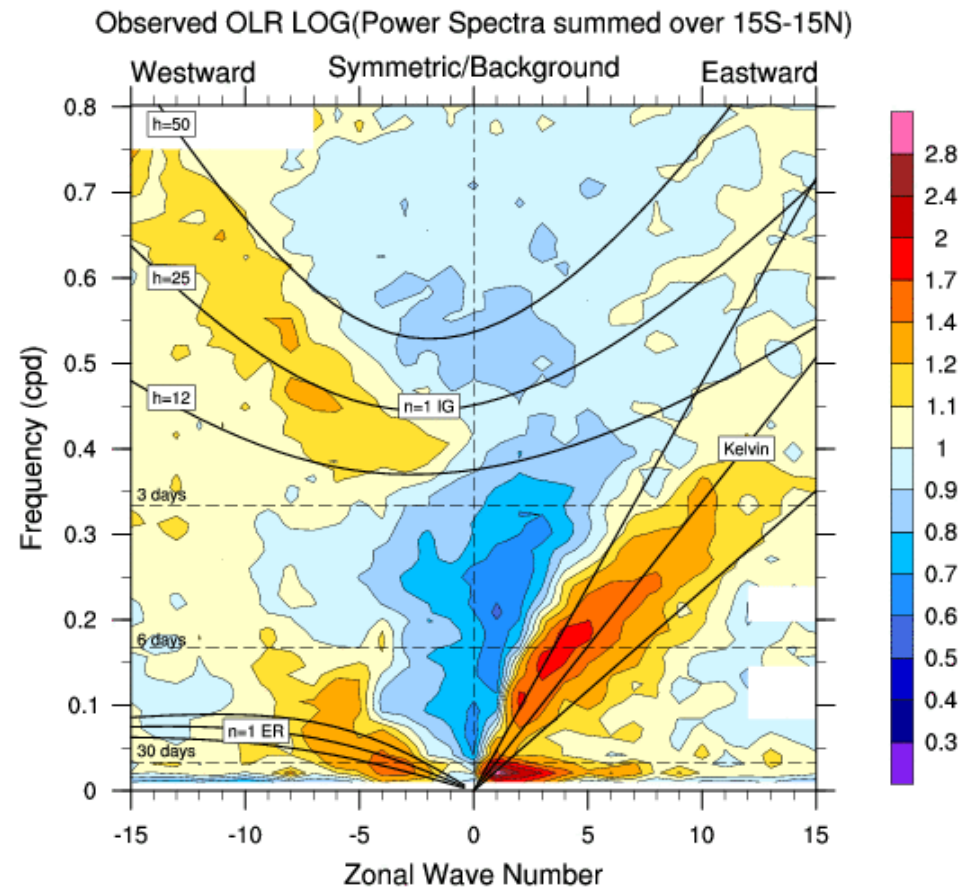 Observed OLR LOG(Power Spectra summed over 15S-15N)
Westward Symmetric/Background Eastward
0.8
h=50
2.8
0.7
2.4
2
0.6
h=25
1.7
1.4
0.5
1.2
h=12
n=1 IG
1.1
0.4
Kelvin
1
Frequency (cpd)
3 days
0.9
0.3
0.8
0.7
0.2
6 days
0.6
0.5
0.1
n=1 ER
0.4
30 days
0.3
0
-15 -10 -5 0 5 10 15
Zonal Wave Number